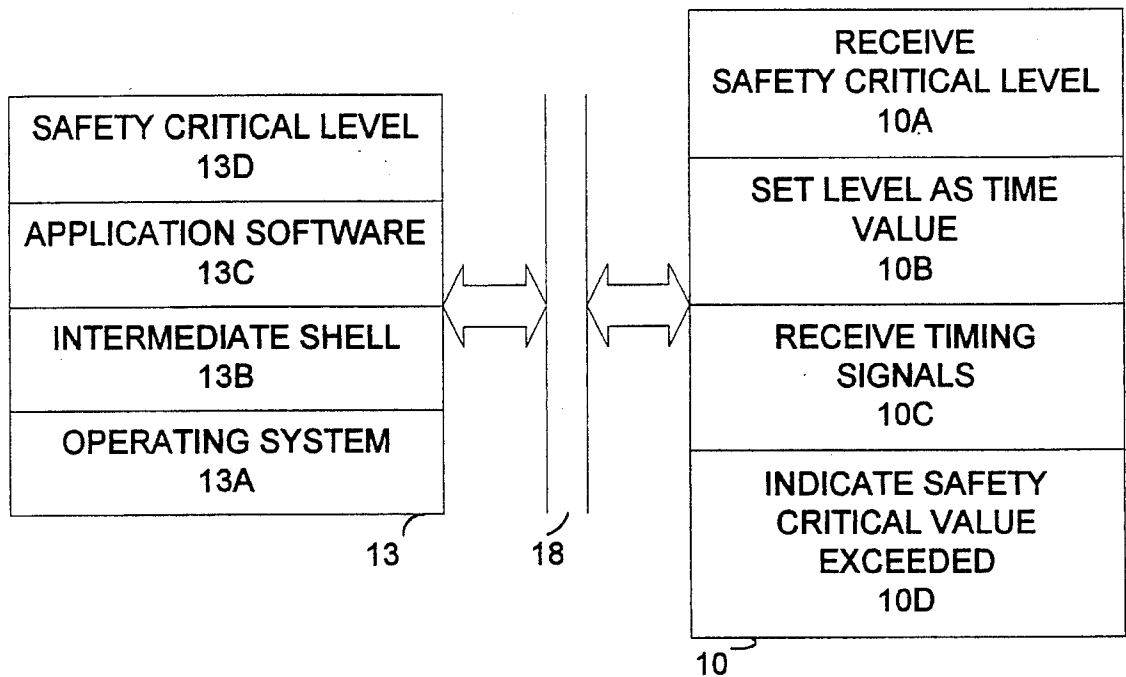 SAFETY CRITICAL LEVEL
13D
APPLICATION SOFTWARE
13C
INTERMEDIATE SHELL
13B
OPERATING SYSTEM
13A
13
18
RECEIVE
SAFETY CRITICAL LEVEL
10A
SET LEVEL AS TIME
VALUE
10B
RECEIVE TIMING
SIGNALS
10C
INDICATE SAFETY
CRITICAL VALUE
EXCEEDED
10D
10